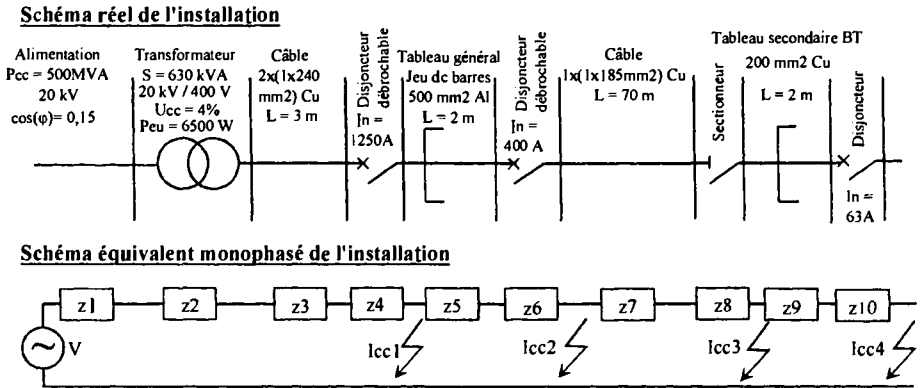 Schéma réel de l'installation
Alimentation
Pcc = 500MVA
20 kV
cos(φ)= 0,15
Transformateur
S = 630 kVA
20 kV / 400 V
Ucc = 4%
Peu = 6500 W
Câble
2x(1x240
mm2) Cu
L = 3 m
Disjoncteur
débrochable
In =
1250A
Tableau général
Jeu de barres
500 mm2 Al
L = 2 m
Disjoncteur
débrochable
In =
400 A
Câble
1x(1x185mm2) Cu
L = 70 m
Sectionneur
Tableau secondaire BT
200 mm2 Cu
L = 2 m
Disjoncteur
In =
63A
Schéma équivalent monophasé de l'installation
z1 z2 z3 z4 z5 z6 z7 z8 z9 z10
V
Icc1 Icc2 Icc3 Icc4